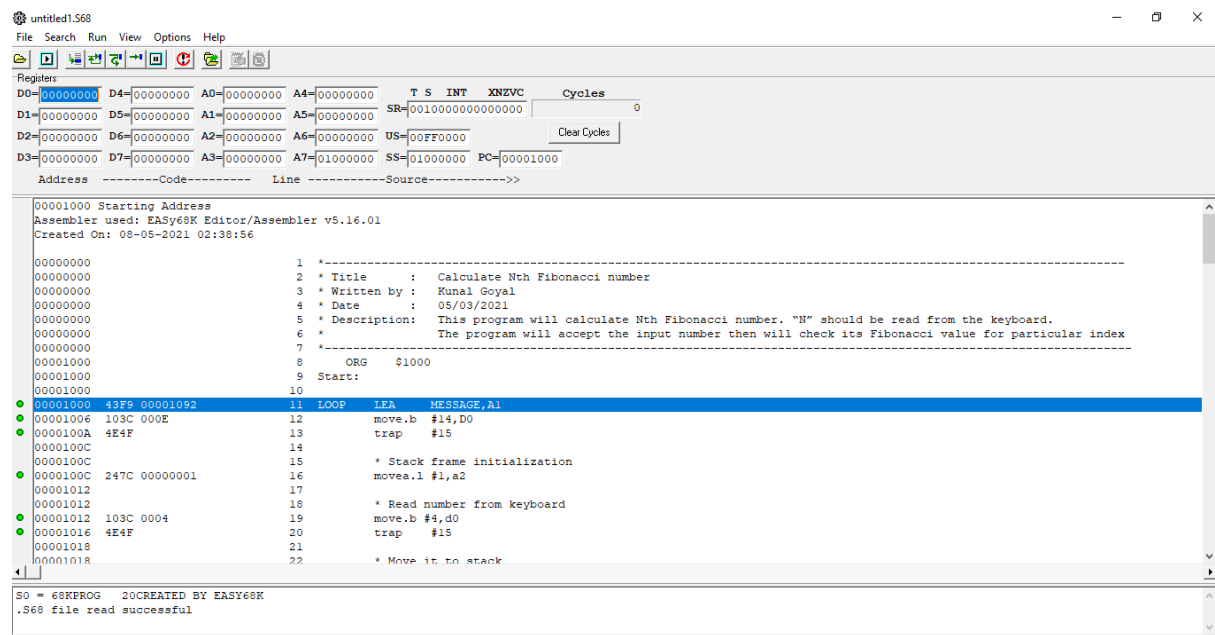 untitled1.S68
File Search Run View Options Help
Registers
D0=00000000 D4=00000000 A0=00000000 A4=00000000 T S INT XNZVC Cycles
D1=00000000 D5=00000000 A1=00000000 A5=00000000 SR=0010000000000000 0
D2=00000000 D6=00000000 A2=00000000 A6=00000000 US=00FF0000 Clear Cycles
D3=00000000 D7=00000000 A3=00000000 A7=01000000 SS=01000000 PC=00001000
Address --------Code--------- Line -----------Source----------->>
00001000 Starting Address
Assembler used: EASy68K Editor/Assembler v5.16.01
Created On: 08-05-2021 02:38:56
00000000 1 *-----------------------------------------------------------------------------------------------------------------
00000000 2 * Title : Calculate Nth Fibonacci number
00000000 3 * Written by : Kunal Goyal
00000000 4 * Date : 05/03/2021
00000000 5 * Description: This program will calculate Nth Fibonacci number. “N” should be read from the keyboard.
00000000 6 * The program will accept the input number then will check its Fibonacci value for particular index
00000000 7 *------------------------------------------------------------------------------------------------------------------
00001000 8 ORG $1000
00001000 9 Start:
00001000 10
00001000 43F9 00001092 11 LOOP LEA MESSAGE,A1
00001006 103C 000E 12 move.b #14,D0
0000100A 4E4F 13 trap #15
0000100C 14
0000100C 15 * Stack frame initialization
0000100C 247C 00000001 16 movea.l #1,a2
00001012 17
00001012 18 * Read number from keyboard
00001012 103C 0004 19 move.b #4,d0
00001016 4E4F 20 trap #15
00001018 21
00001018 22 * Move it to stack
S0 = 68KPROG 20CREATED BY EASY68K
.S68 file read successful